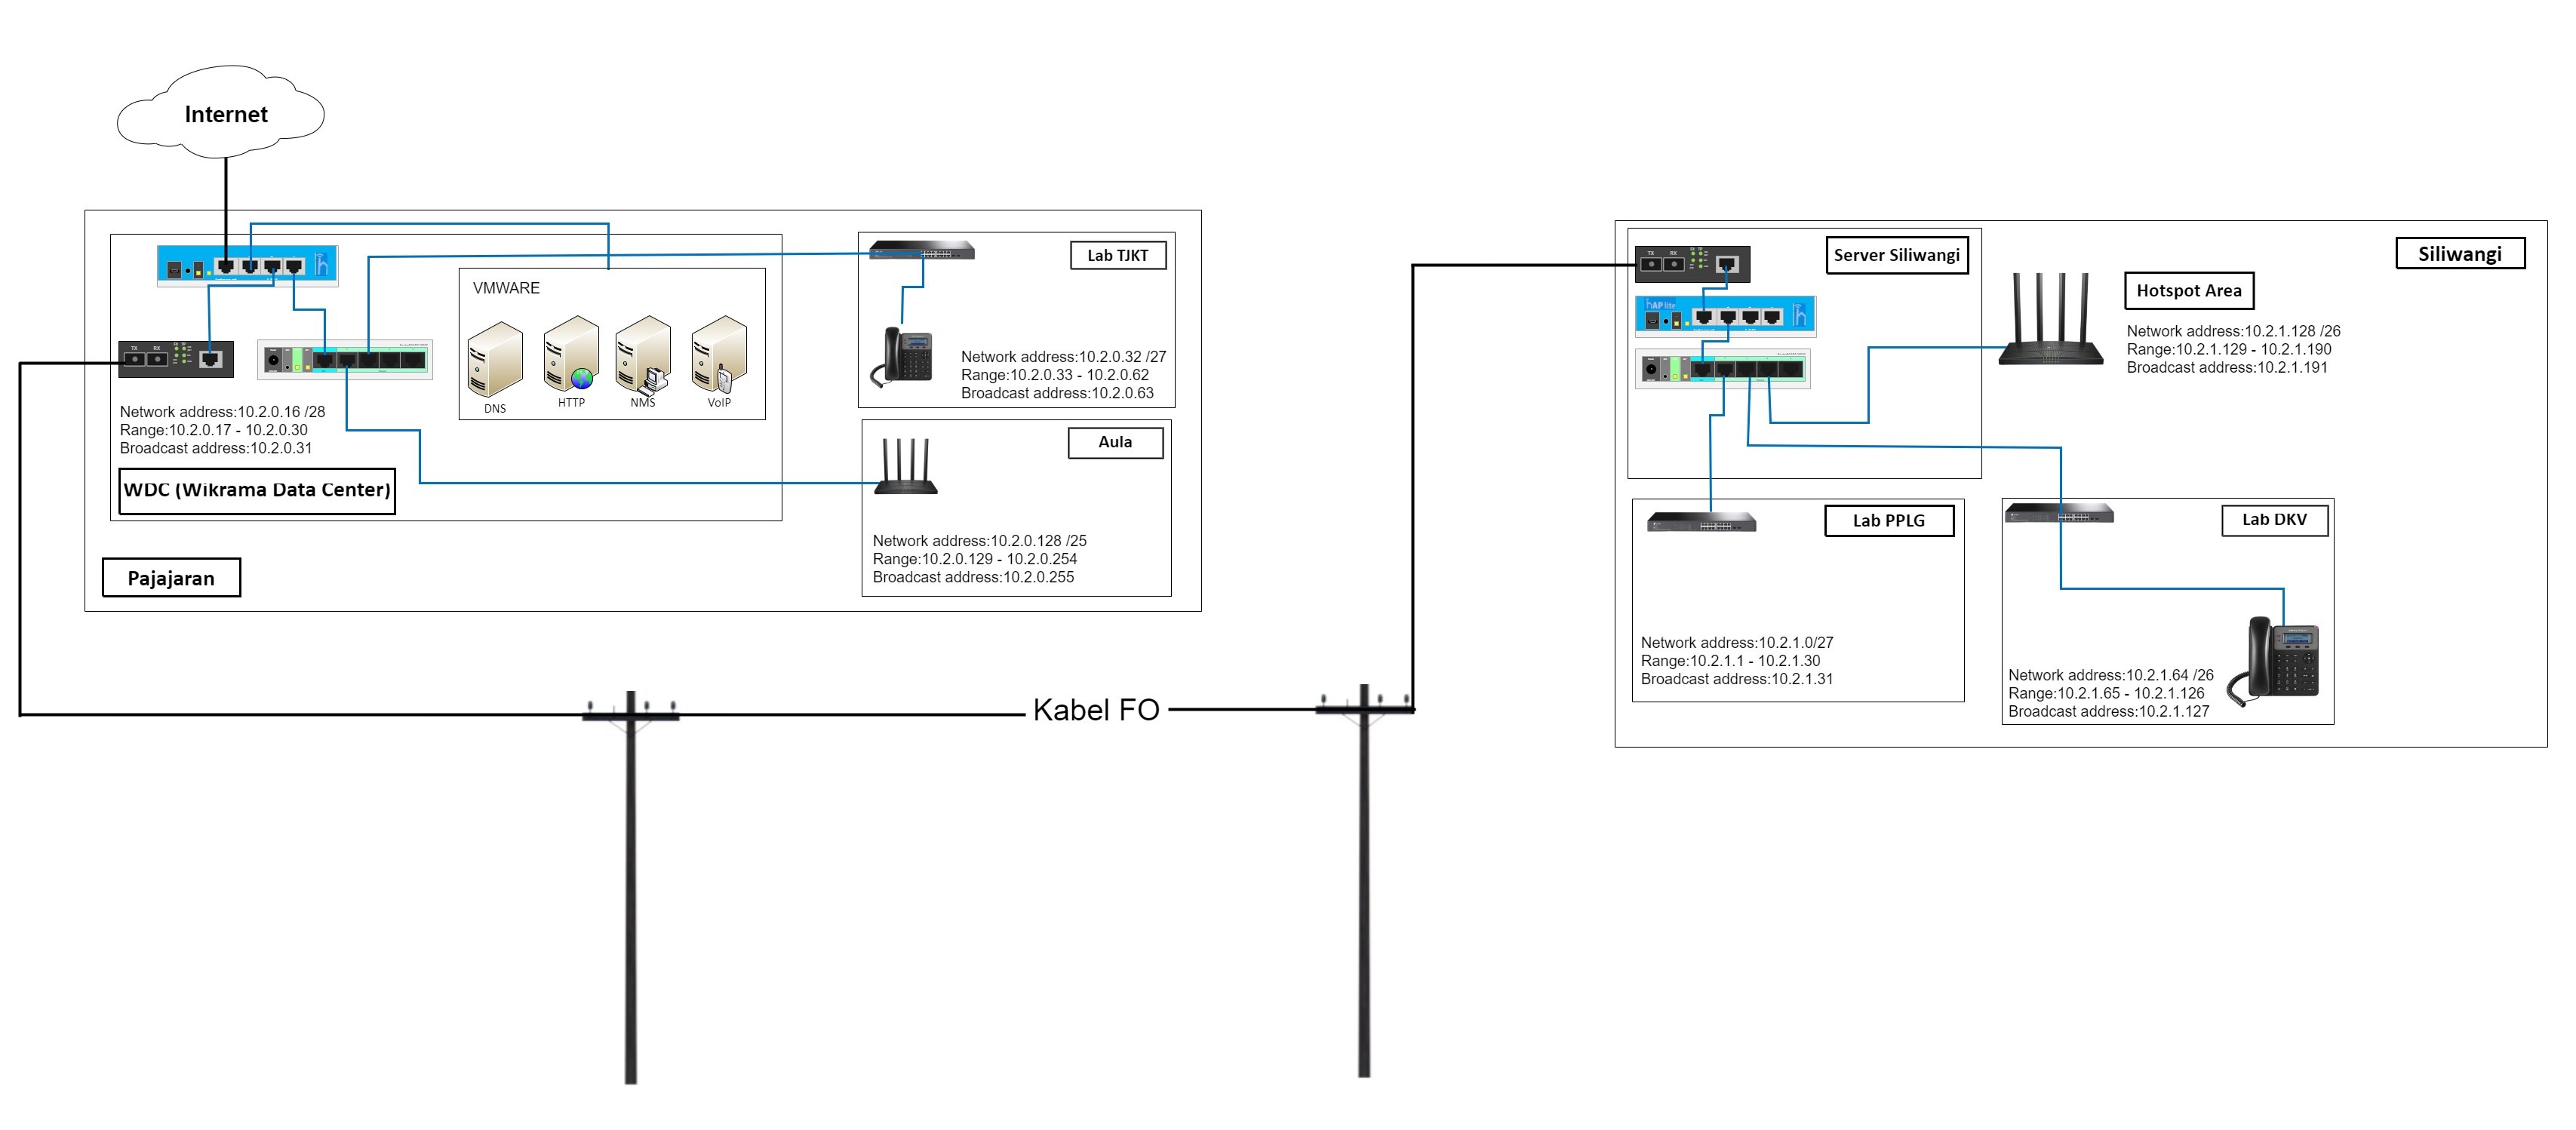 Internet
VMWARE
DNS
HTTP
NMS
VoIP
TX RX
Network address:10.2.0.16 /28
Range:10.2.0.17 - 10.2.0.30
Broadcast address:10.2.0.31
WDC (Wikrama Data Center)
Pajajaran
Lab TJKT
Network address:10.2.0.32 /27
Range:10.2.0.33 - 10.2.0.62
Broadcast address:10.2.0.63
Aula
Network address:10.2.0.128 /25
Range:10.2.0.129 - 10.2.0.254
Broadcast address:10.2.0.255
Kabel FO
Siliwangi
Server Siliwangi
TX RX
hAP lite
Hotspot Area
Network address:10.2.1.128 /26
Range:10.2.1.129 - 10.2.1.190
Broadcast address:10.2.1.191
Lab PPLG
Network address:10.2.1.0/27
Range:10.2.1.1 - 10.2.1.30
Broadcast address:10.2.1.31
Lab DKV
Network address:10.2.1.64 /26
Range:10.2.1.65 - 10.2.1.126
Broadcast address:10.2.1.127